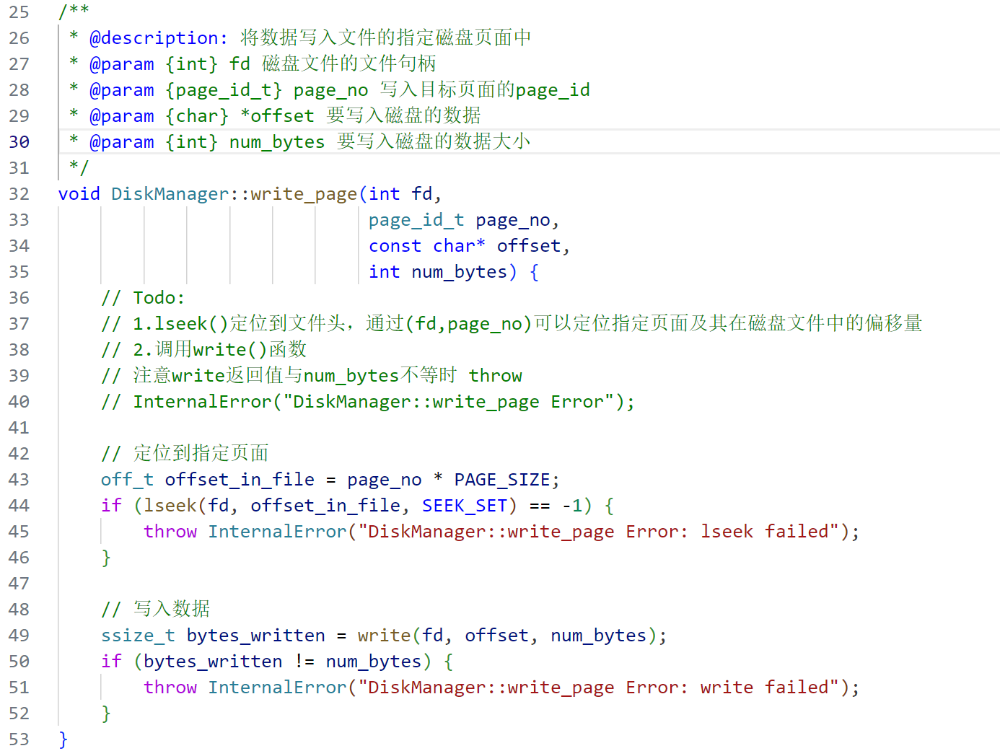 25 /**
26  * @description: 将数据写入文件的指定磁盘页面中
27  * @param {int} fd 磁盘文件的文件句柄
28  * @param {page_id_t} page_no 写入目标页面的page_id
29  * @param {char} *offset 要写入磁盘的数据
30  * @param {int} num_bytes 要写入磁盘的数据大小
31  */
32 void DiskManager::write_page(int fd,
33                              page_id_t page_no,
34                              const char* offset,
35                              int num_bytes) {
36     // Todo:
37     // 1.lseek()定位到文件头，通过(fd,page_no)可以定位指定页面及其在磁盘文件中的偏移量
38     // 2.调用write()函数
39     // 注意write返回值与num_bytes不等时 throw
40     // InternalError("DiskManager::write_page Error");
41
42     // 定位到指定页面
43     off_t offset_in_file = page_no * PAGE_SIZE;
44     if (lseek(fd, offset_in_file, SEEK_SET) == -1) {
45         throw InternalError("DiskManager::write_page Error: lseek failed");
46     }
47
48     // 写入数据
49     ssize_t bytes_written = write(fd, offset, num_bytes);
50     if (bytes_written != num_bytes) {
51         throw InternalError("DiskManager::write_page Error: write failed");
52     }
53 }